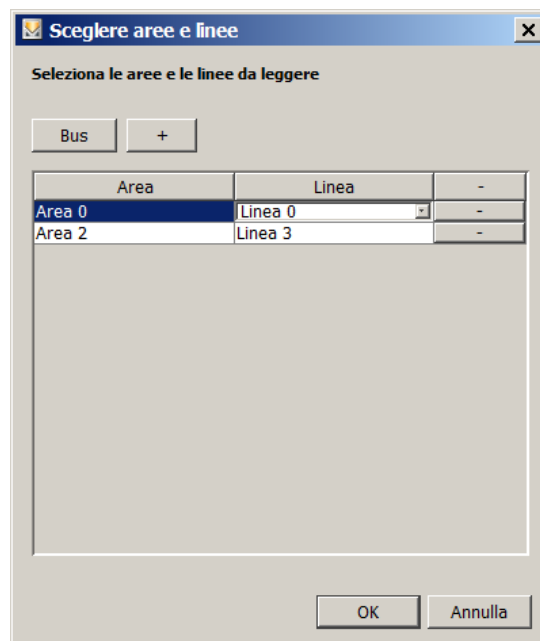 Sceglere aree e linee
Seleziona le aree e le linee da leggere
Bus +
Area Linea -
Area 0 Linea 0 -
Area 2 Linea 3 -
OK Annulla